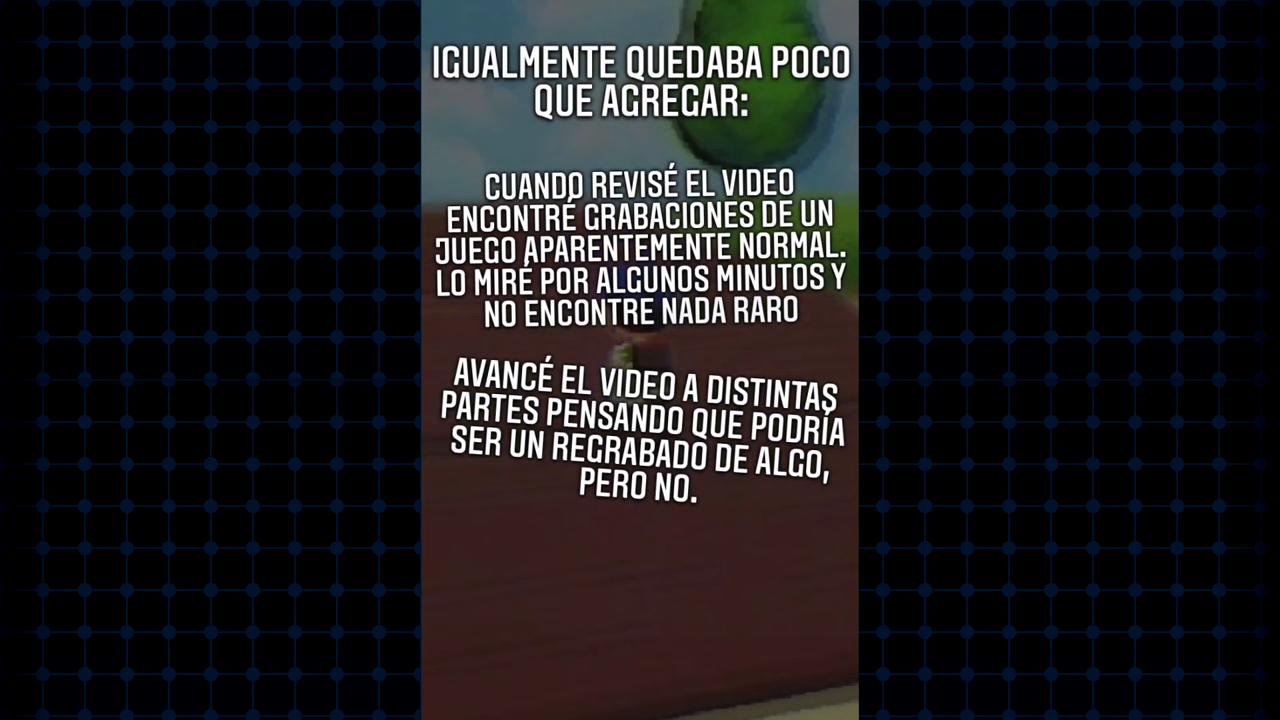 IGUALMENTE QUEDABA POCO
QUE AGREGAR:
CUANDO REVISÉ EL VIDEO
ENCONTRÉ GRABACIONES DE UN
JUEGO APARENTEMENTE NORMAL.
LO MIRÉ POR ALGUNOS MINUTOS Y
NO ENCONTRE NADA RARO
AVANCÉ EL VIDEO A DISTINTAS
PARTES PENSANDO QUE PODRÍA
SER UN REGRABADO DE ALGO,
PERO NO.